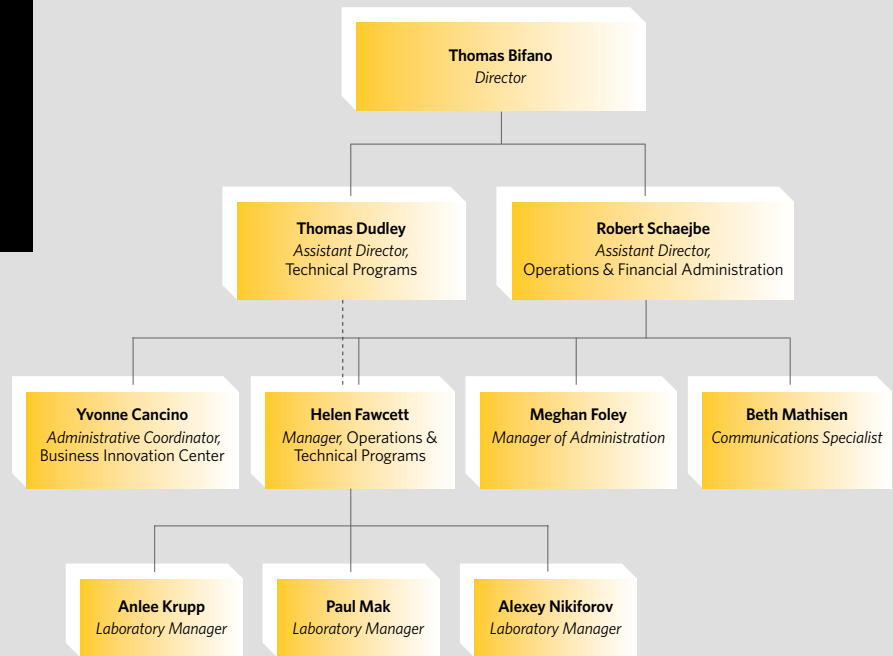 Thomas Bifano
Director
Thomas Dudley
Assistant Director,
Technical Programs
Robert Schaejbe
Assistant Director,
Operations & Financial Administration
Yvonne Cancino
Administrative Coordinator,
Business Innovation Center
Helen Fawcett
Manager, Operations &
Technical Programs
Meghan Foley
Manager of Administration
Beth Mathisen
Communications Specialist
Anlee Krupp
Laboratory Manager
Paul Mak
Laboratory Manager
Alexey Nikiforov
Laboratory Manager